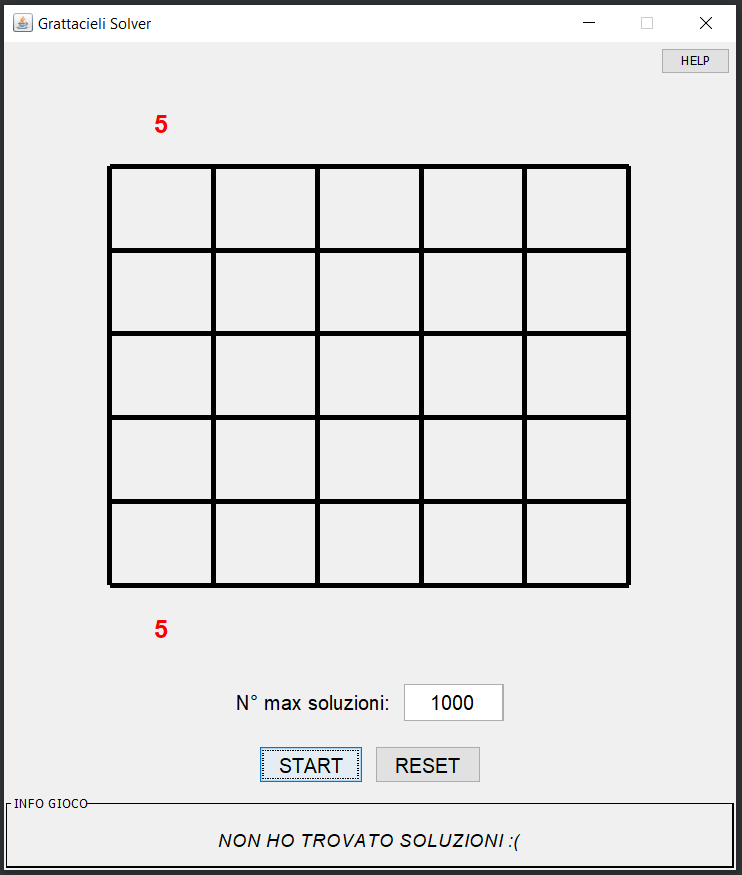 Grattacieli Solver
HELP
5
5
N° max soluzioni: 1000
START RESET
INFO GIOCO
NON HO TROVATO SOLUZIONI :(